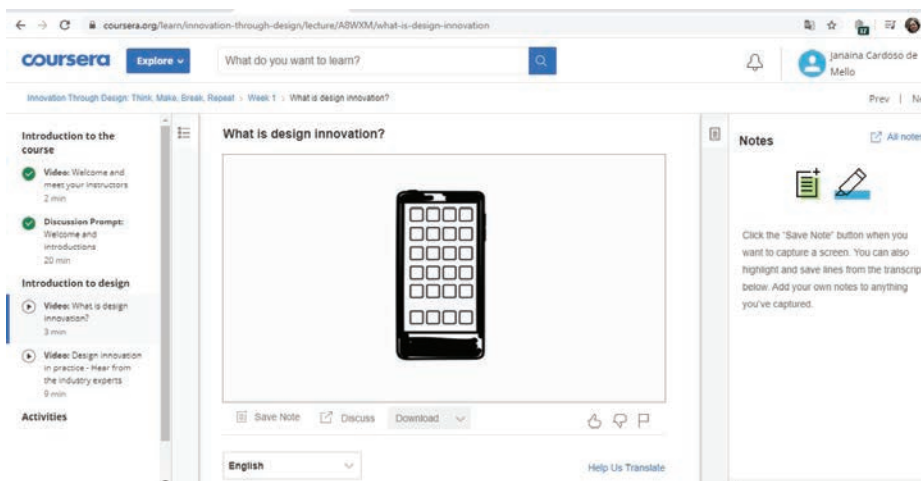 coursera.org/learn/innovation-through-design/lecture/A8WXM/what-is-design-innovation
coursera
Explore
What do you want to learn?
Janaina Cardoso de
Mello
Innovation Through Design: Think, Make, Break, Repeat > Week 1 > What is design innovation?
Prev | N
Introduction to the
course
Video: Welcome and
meet your instructors
2 min
Discussion Prompt:
Welcome and
introductions
20 min
Introduction to design
Video: What is design
innovation?
3 min
Video: Design innovation
in practice - Hear from
the industry experts
9 min
Activities
What is design innovation?
Save Note
Discuss
Download
English
Help Us Translate
Notes
All notes
Click the "Save Note" button when you
want to capture a screen. You can also
highlight and save lines from the transcrip
below. Add your own notes to anything
you've captured.